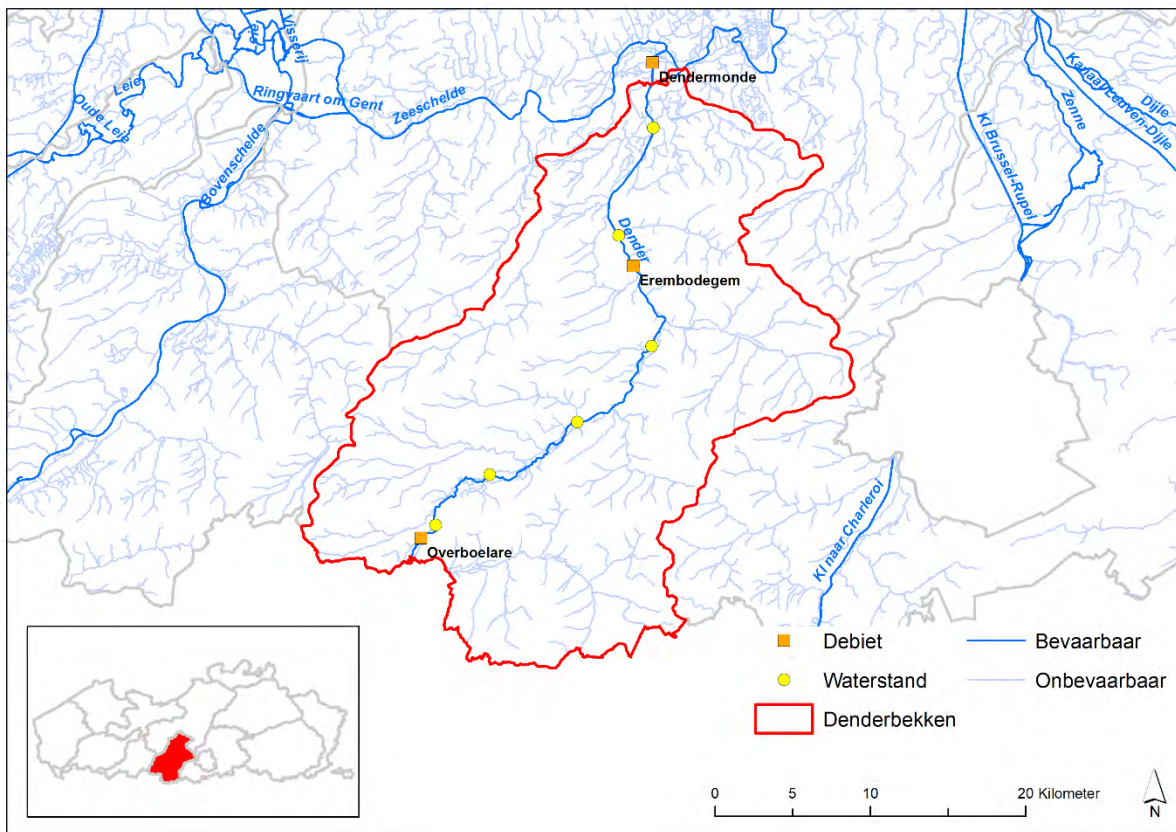 Leie
Visserij
Leie
Oude Leie
Ringvaart om Gent
Zeeschelde
Bovenschelde
Dendermonde
Dender
Erembodegem
Overboelare
Kl Brussel-Rupel
Zenne
Kanaal Leuven-Dijle
Dijle
Kl naar Charleroi
Debiet
Bevaarbaar
Waterstand
Onbevaarbaar
Denderbekken
0 5 10 20 Kilometer
N